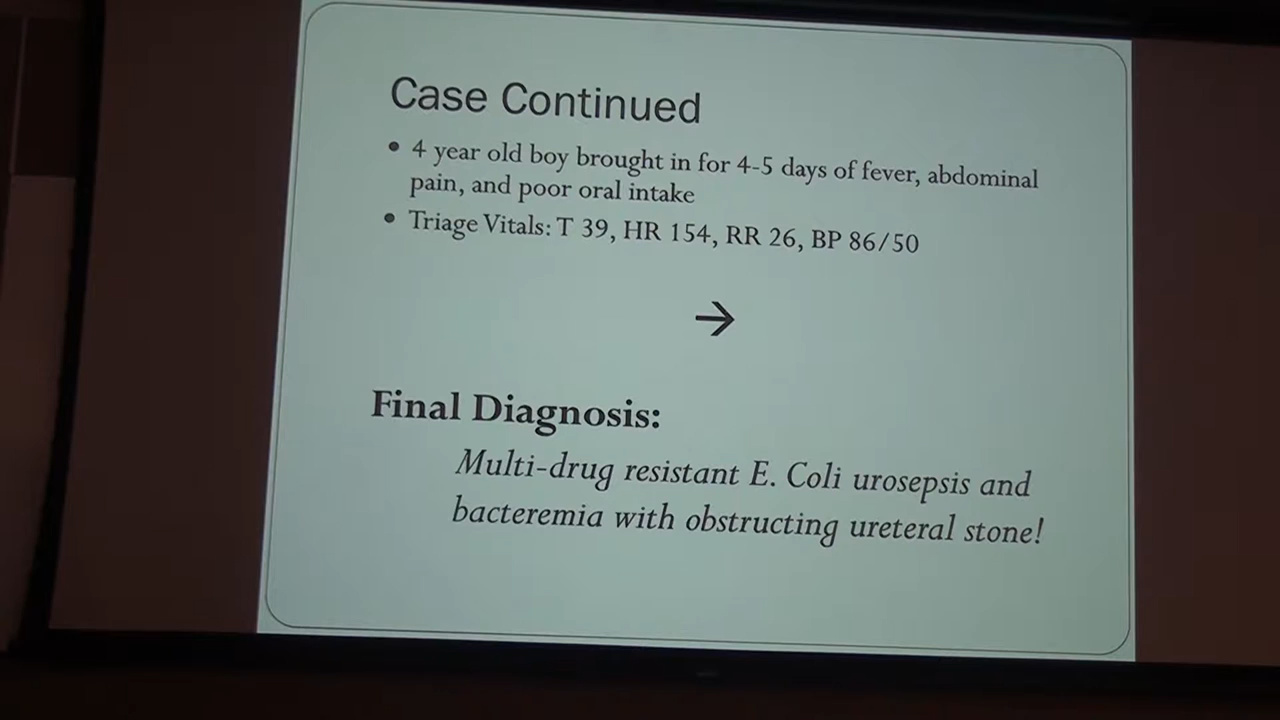 Case Continued
• 4 year old boy brought in for 4-5 days of fever, abdominal
pain, and poor oral intake
• Triage Vitals: T 39, HR 154, RR 26, BP 86/50
→
Final Diagnosis:
Multi-drug resistant E. Coli urosepsis and
bacteremia with obstructing ureteral stone!